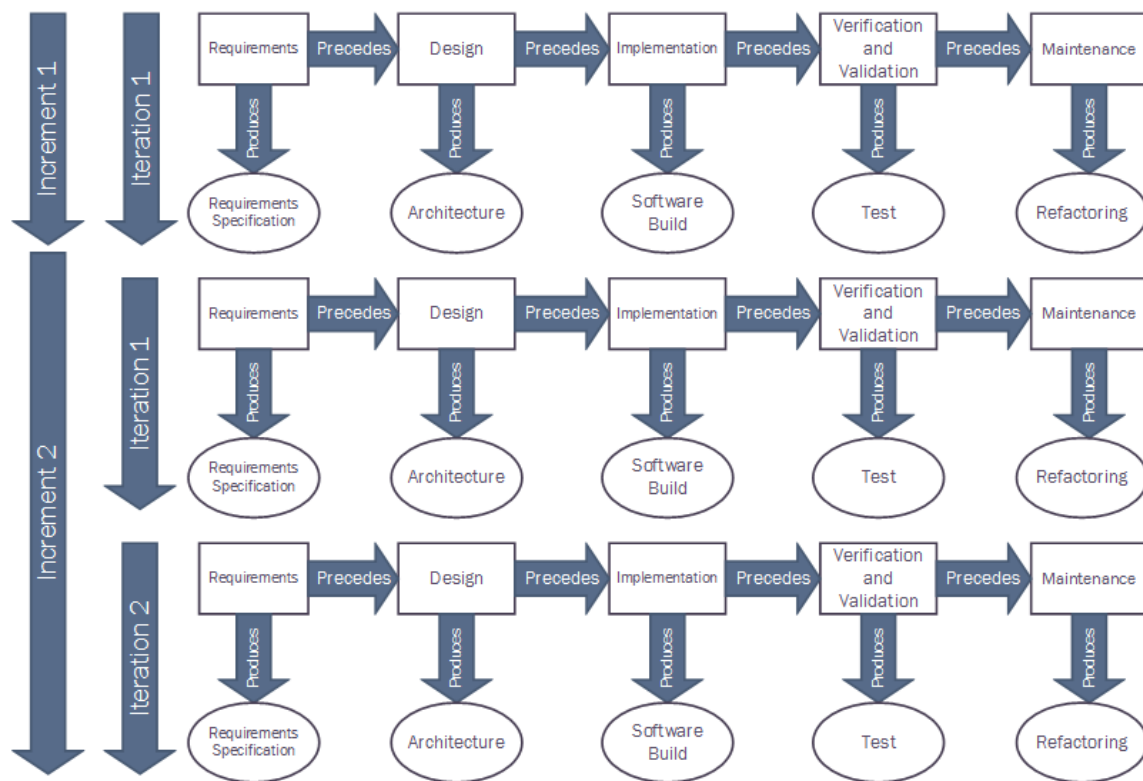 Increment 1
Iteration 1
Requirements
Precedes
Design
Precedes
Implementation
Precedes
Verification
and
Validation
Precedes
Maintenance
Produces
Produces
Produces
Produces
Produces
Requirements
Specification
Architecture
Software
Build
Test
Refactoring
Increment 2
Iteration 1
Requirements
Precedes
Design
Precedes
Implementation
Precedes
Verification
and
Validation
Precedes
Maintenance
Produces
Produces
Produces
Produces
Produces
Requirements
Specification
Architecture
Software
Build
Test
Refactoring
Iteration 2
Requirements
Precedes
Design
Precedes
Implementation
Precedes
Verification
and
Validation
Precedes
Maintenance
Produces
Produces
Produces
Produces
Produces
Requirements
Specification
Architecture
Software
Build
Test
Refactoring